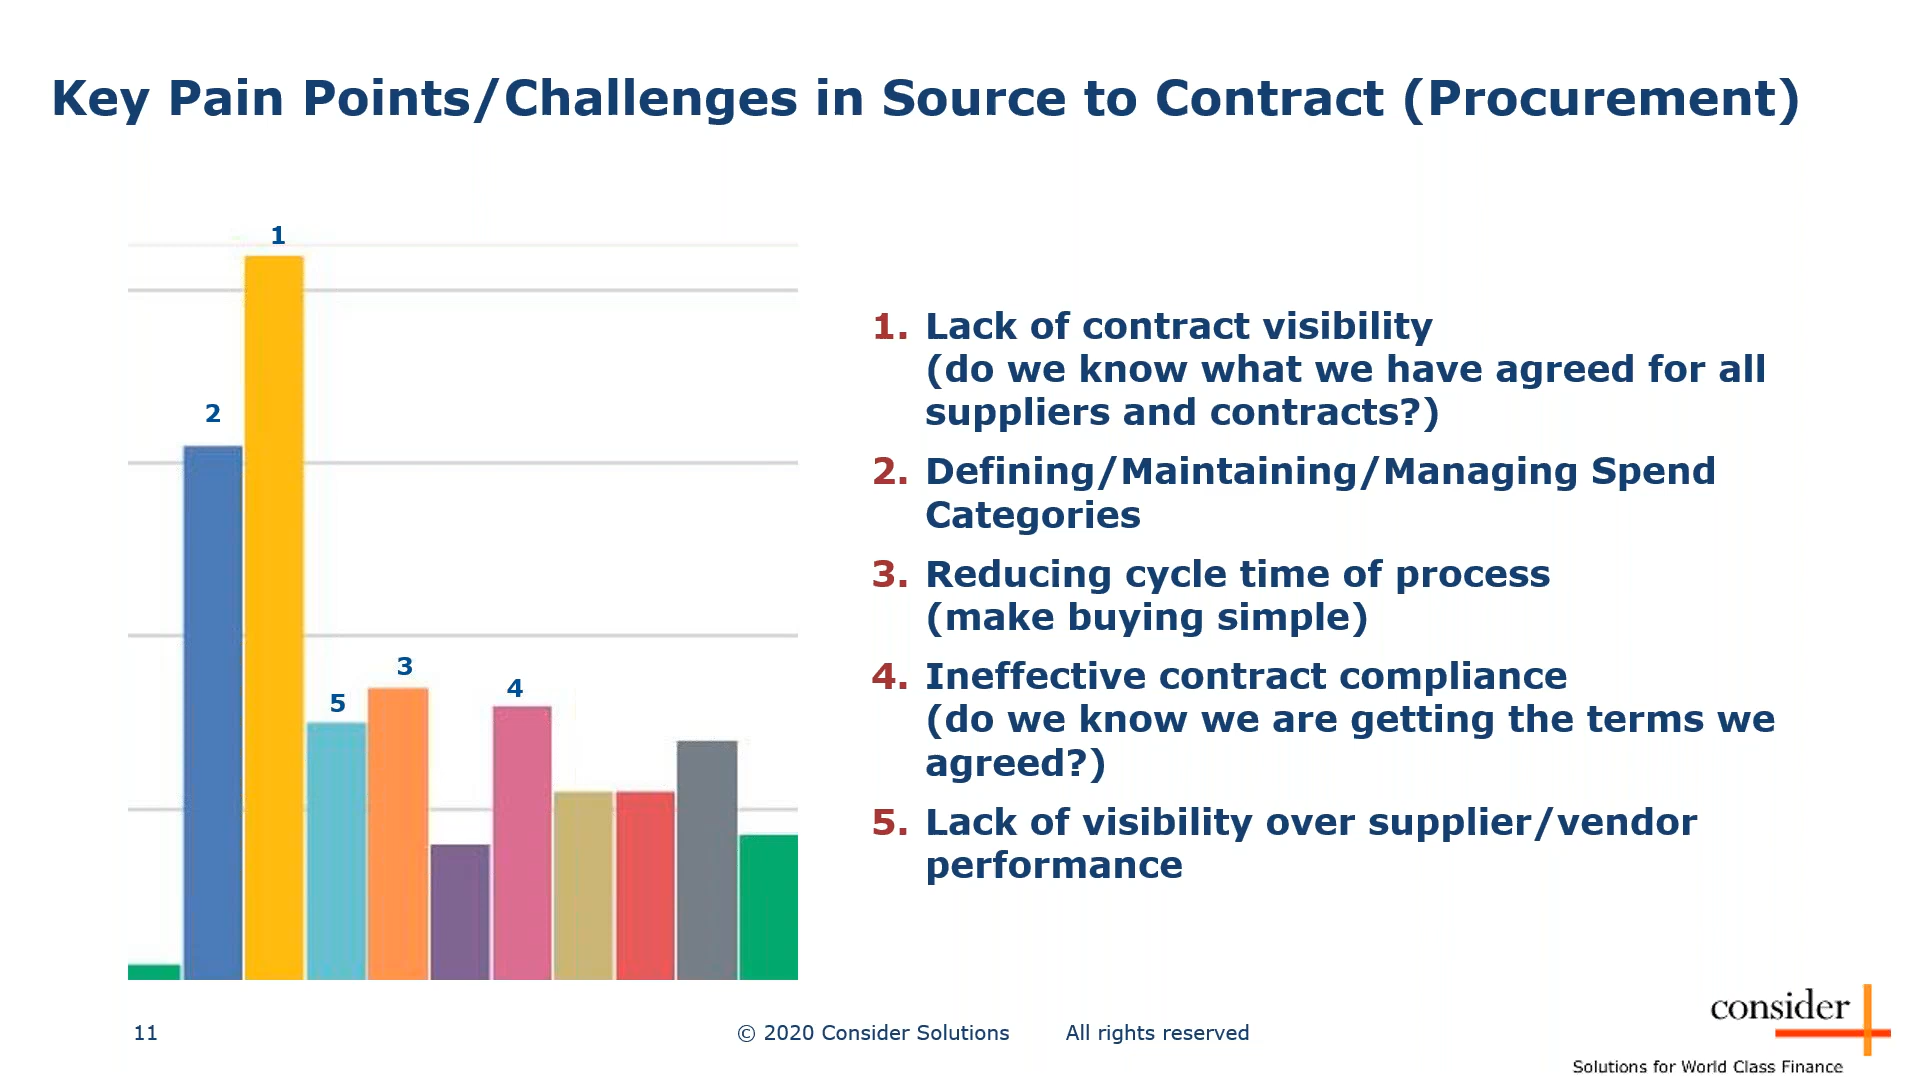 Key Pain Points/Challenges in Source to Contract (Procurement)
1
2
3
4
5
1. Lack of contract visibility
(do we know what we have agreed for all
suppliers and contracts?)
2. Defining/Maintaining/Managing Spend
Categories
3. Reducing cycle time of process
(make buying simple)
4. Ineffective contract compliance
(do we know we are getting the terms we
agreed?)
5. Lack of visibility over supplier/vendor
performance
11
© 2020 Consider Solutions All rights reserved
consider
Solutions for World Class Finance